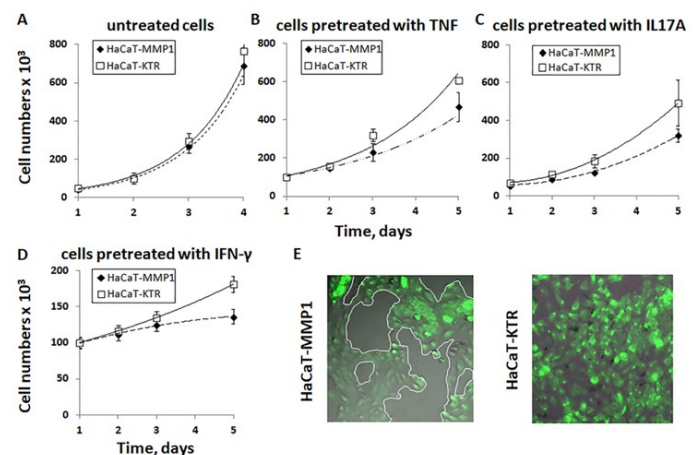 A untreated cells
HaCaT-MMP1
HaCaT-KTR
Cell numbers x 10³
800
600
400
200
0
1 2 3 4
B cells pretreated with TNF
HaCaT-MMP1
HaCaT-KTR
800
600
400
200
0
1 2 3 4 5
C cells pretreated with IL17A
HaCaT-MMP1
HaCaT-KTR
800
600
400
200
0
1 2 3 4 5
Time, days
D cells pretreated with IFN-γ
HaCaT-MMP1
HaCaT-KTR
Cell numbers x 10³
200
150
100
50
0
1 2 3 4 5
Time, days
E
HaCaT-MMP1
HaCaT-KTR